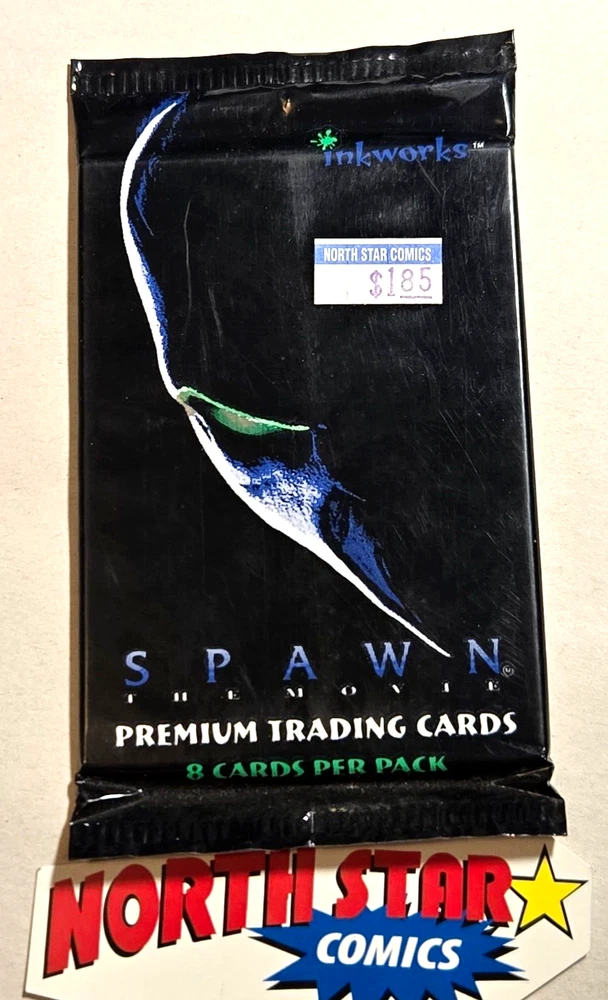 inkworks™
NORTH STAR COMICS
$185
SPAWN
THE MOVIE
PREMIUM TRADING CARDS
8 CARDS PER PACK
NORTH STAR
COMICS